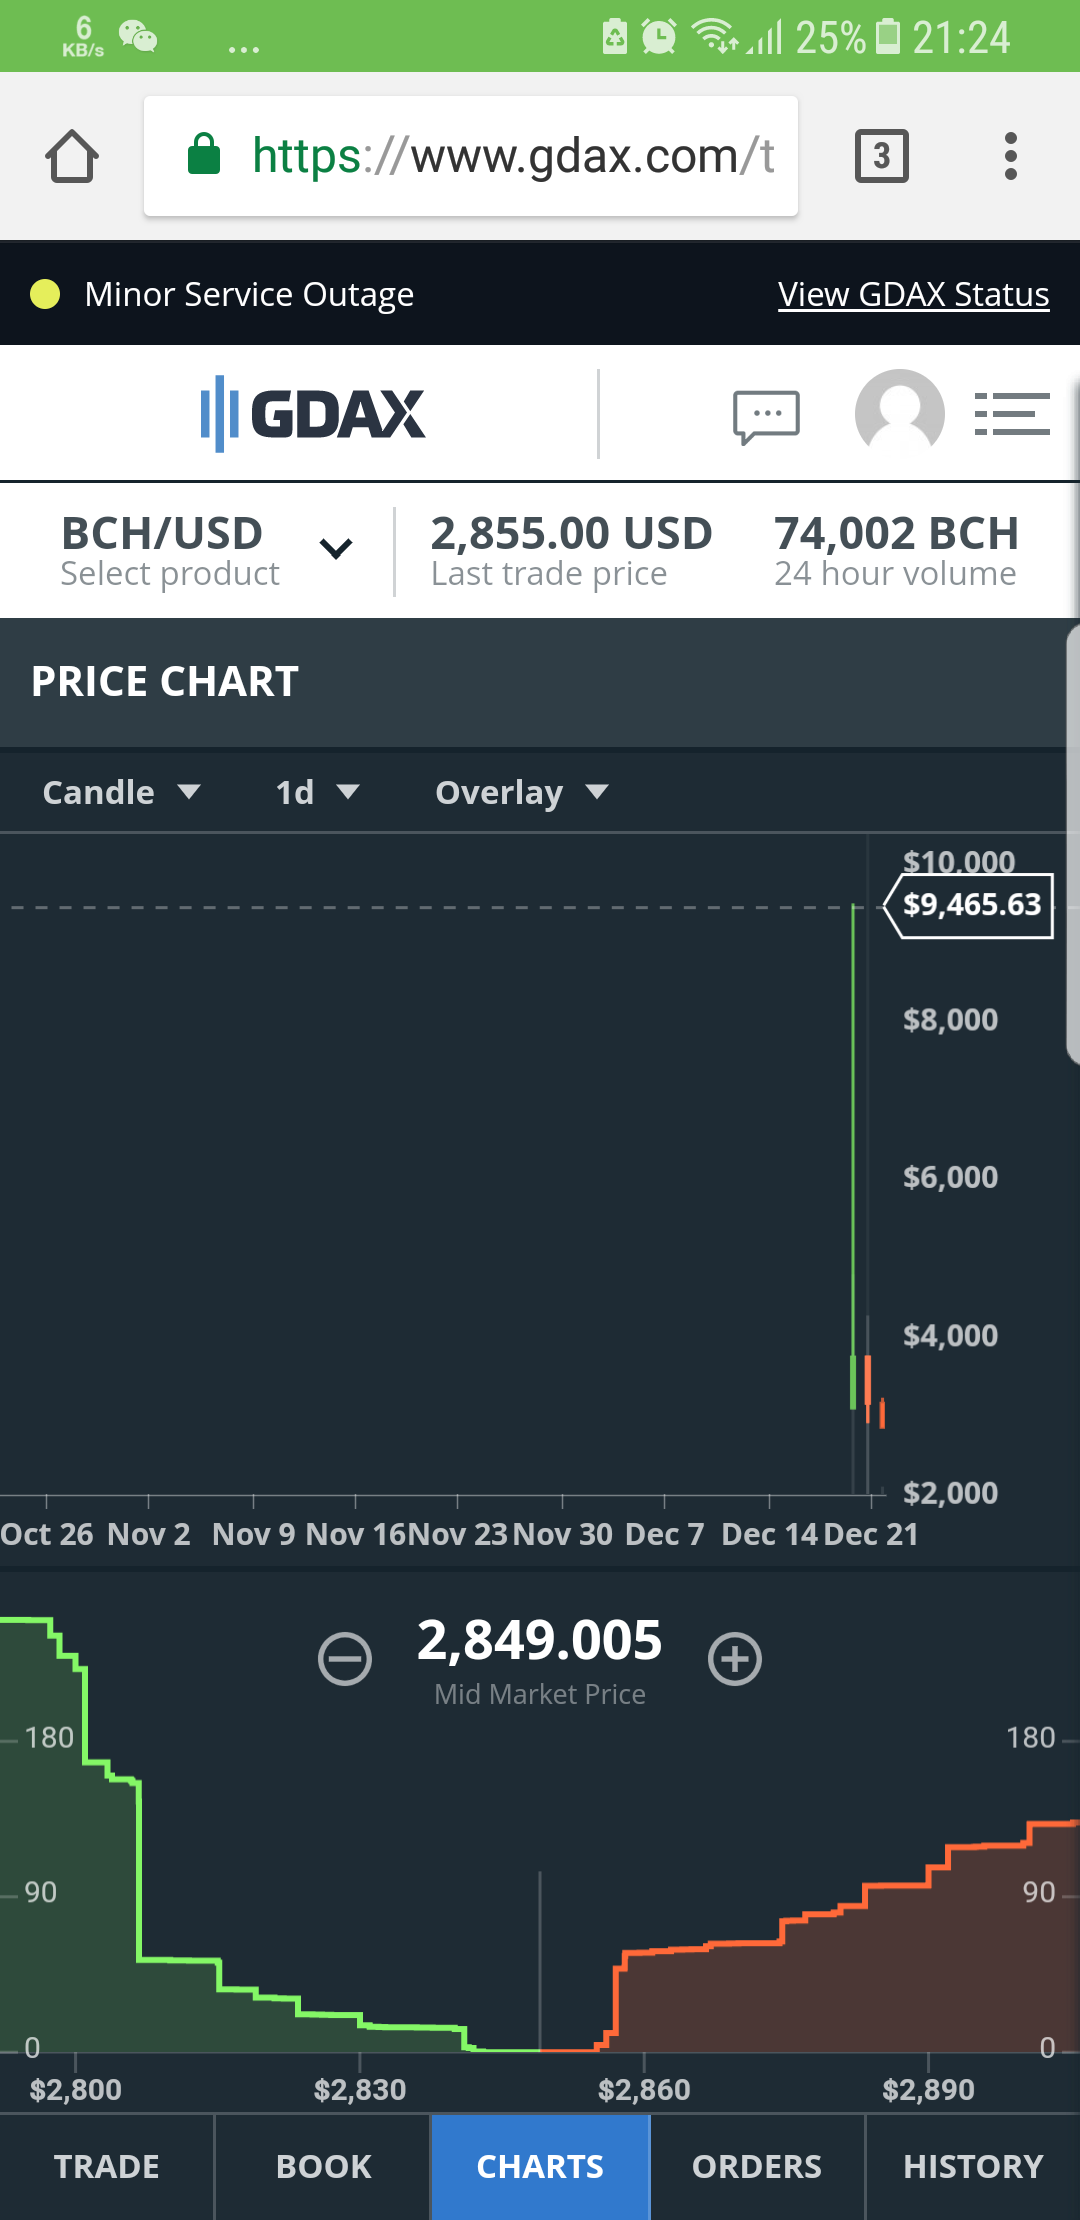 6
KB/s
...
25%
21:24
https://www.gdax.com/t
3
Minor Service Outage
View GDAX Status
GDAX
BCH/USD
Select product
2,855.00 USD
Last trade price
74,002 BCH
24 hour volume
PRICE CHART
Candle
1d
Overlay
$10,000
$9,465.63
$8,000
$6,000
$4,000
$2,000
Oct 26 Nov 2 Nov 9 Nov 16 Nov 23 Nov 30 Dec 7 Dec 14 Dec 21
2,849.005
Mid Market Price
180
180
90
90
0
0
$2,800 $2,830 $2,860 $2,890
TRADE BOOK CHARTS ORDERS HISTORY